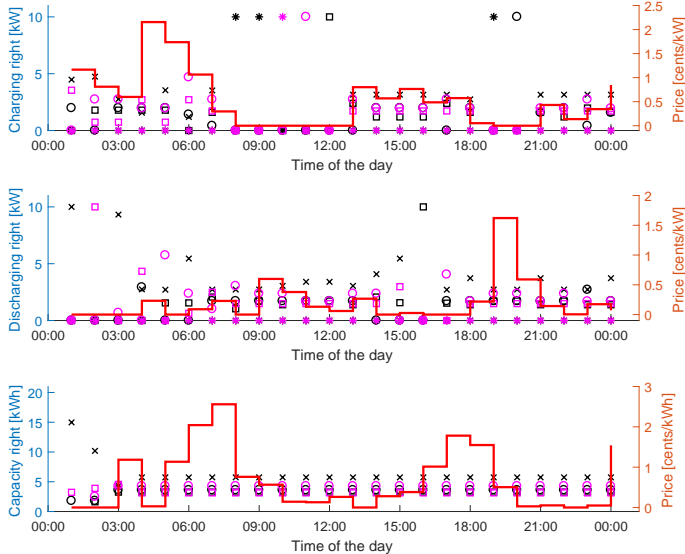 Charging right [kW]
10
5
0
2.5
2
1.5
1
0.5
0
Price [cents/kW]
00:00 03:00 06:00 09:00 12:00 15:00 18:00 21:00 00:00
Time of the day
Discharging right [kW]
10
5
0
2
1.5
1
0.5
0
Price [cents/kW]
00:00 03:00 06:00 09:00 12:00 15:00 18:00 21:00 00:00
Time of the day
Capacity right [kWh]
20
15
10
5
0
3
2
1
0
Price [cents/kWh]
00:00 03:00 06:00 09:00 12:00 15:00 18:00 21:00 00:00
Time of the day